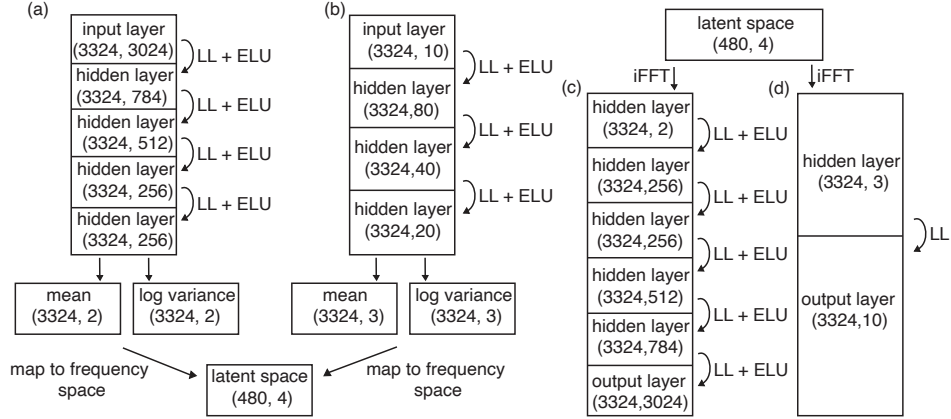 (a)
input layer
(3324, 3024)
hidden layer
(3324, 784)
hidden layer
(3324, 512)
hidden layer
(3324, 256)
hidden layer
(3324, 256)
LL + ELU
LL + ELU
LL + ELU
LL + ELU
mean
(3324, 2)
log variance
(3324, 2)
(b)
input layer
(3324, 10)
hidden layer
(3324,80)
hidden layer
(3324,40)
hidden layer
(3324,20)
LL + ELU
LL + ELU
LL + ELU
mean
(3324, 3)
log variance
(3324, 3)
map to frequency
space
latent space
(480, 4)
map to frequency
space
latent space
(480, 4)
iFFT
iFFT
(c)
hidden layer
(3324, 2)
hidden layer
(3324,256)
hidden layer
(3324,256)
hidden layer
(3324,512)
hidden layer
(3324,784)
output layer
(3324,3024)
LL + ELU
LL + ELU
LL + ELU
LL + ELU
LL + ELU
(d)
hidden layer
(3324, 3)
output layer
(3324,10)
LL